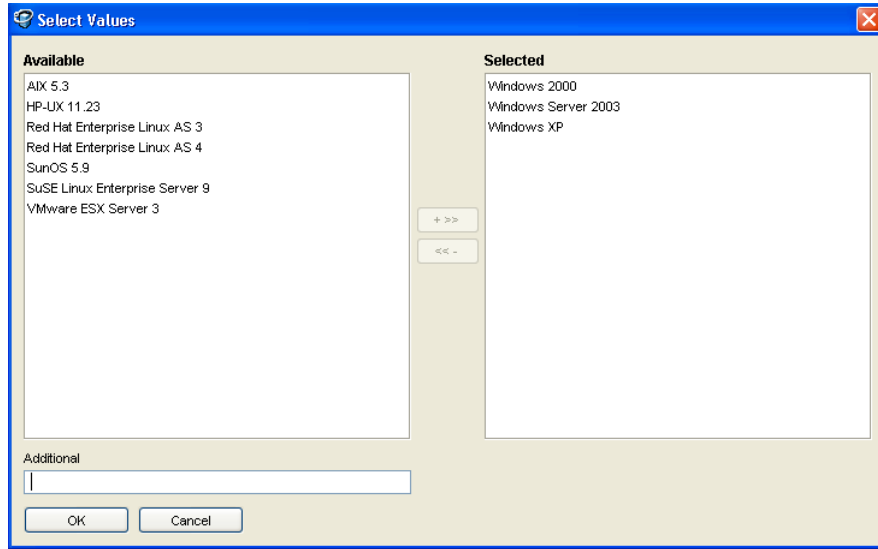 Select Values
Available
AIX 5.3
HP-UX 11.23
Red Hat Enterprise Linux AS 3
Red Hat Enterprise Linux AS 4
SunOS 5.9
SuSE Linux Enterprise Server 9
VMware ESX Server 3
+ >>
<< -
Selected
Windows 2000
Windows Server 2003
Windows XP
Additional
OK
Cancel